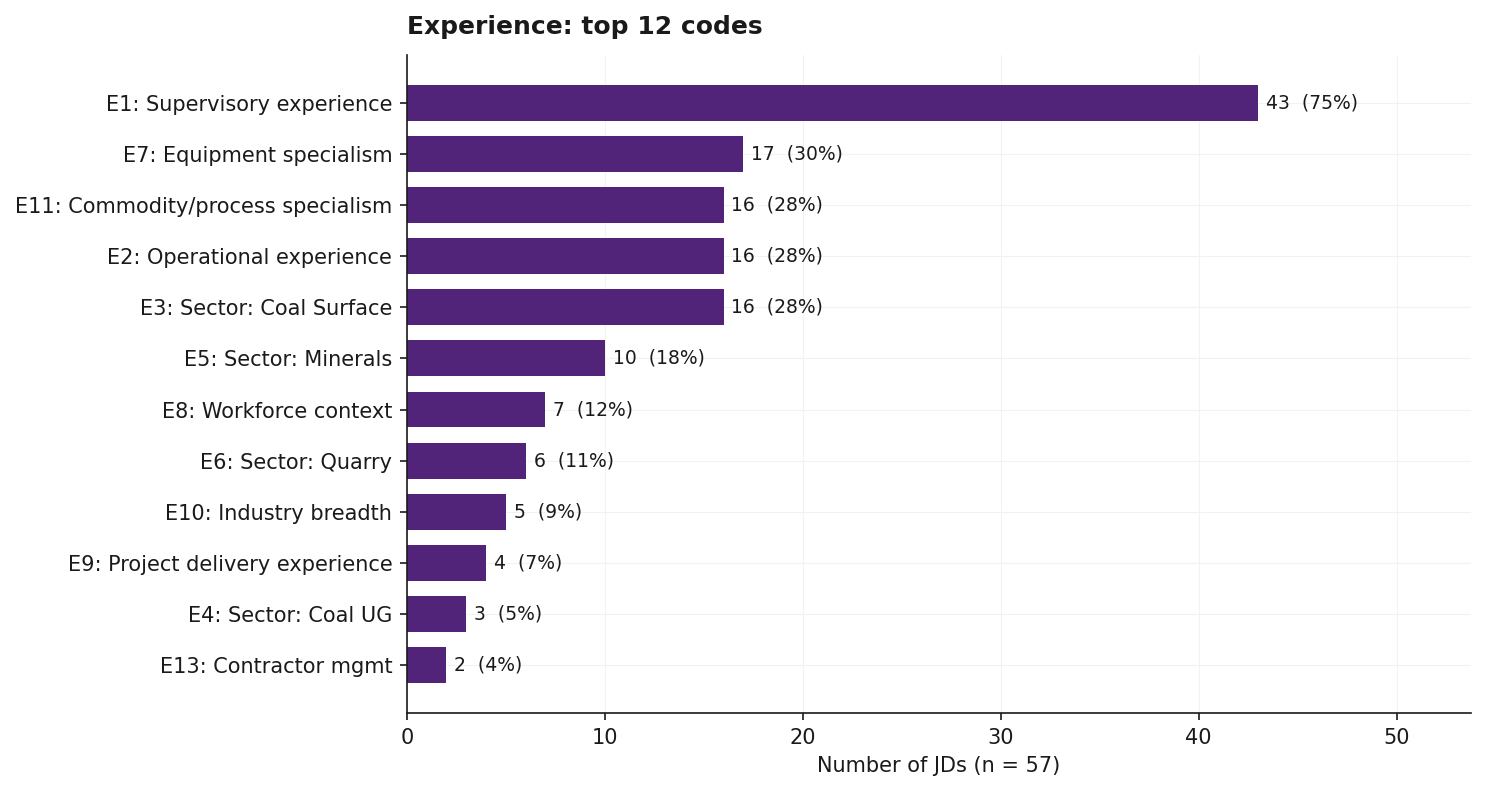 Experience: top 12 codes
E1: Supervisory experience 43 (75%)
E7: Equipment specialism 17 (30%)
E11: Commodity/process specialism 16 (28%)
E2: Operational experience 16 (28%)
E3: Sector: Coal Surface 16 (28%)
E5: Sector: Minerals 10 (18%)
E8: Workforce context 7 (12%)
E6: Sector: Quarry 6 (11%)
E10: Industry breadth 5 (9%)
E9: Project delivery experience 4 (7%)
E4: Sector: Coal UG 3 (5%)
E13: Contractor mgmt 2 (4%)
0 10 20 30 40 50
Number of JDs (n = 57)